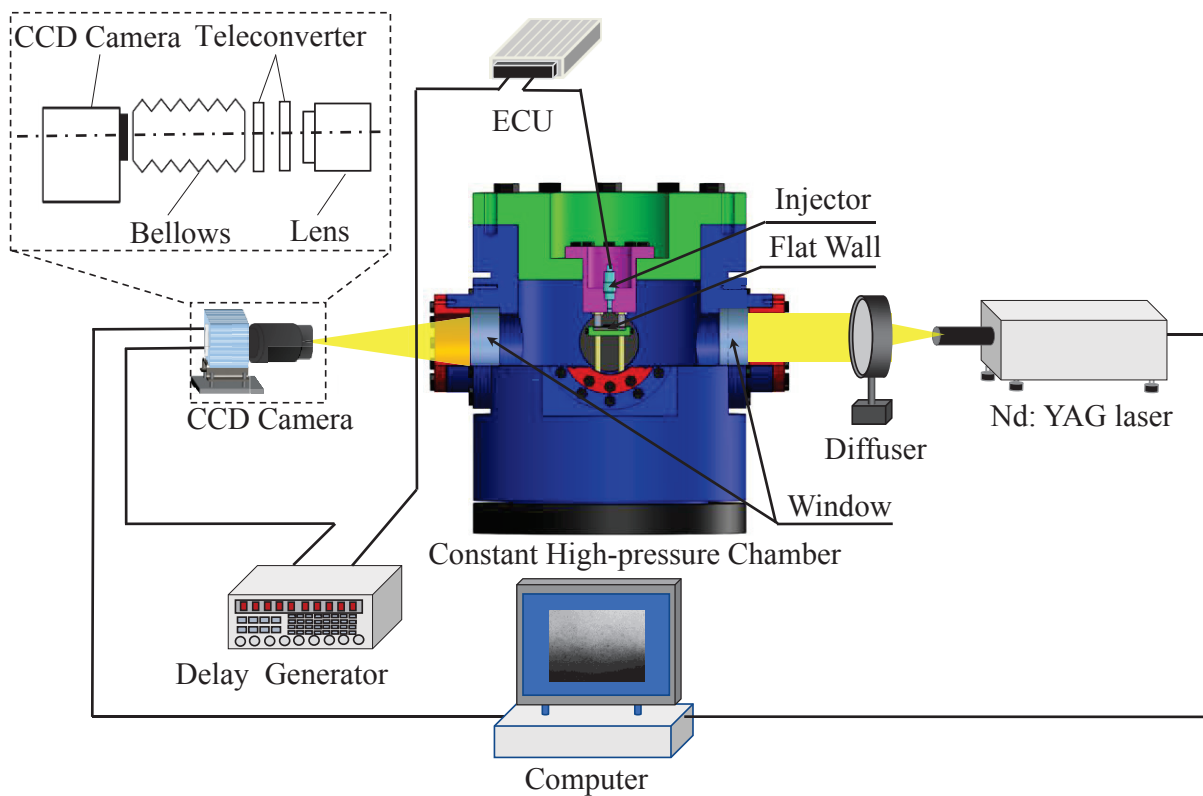 CCD Camera
Teleconverter
Bellows
Lens
ECU
Injector
Flat Wall
CCD Camera
Diffuser
Nd: YAG laser
Window
Constant High-pressure Chamber
Delay Generator
Computer